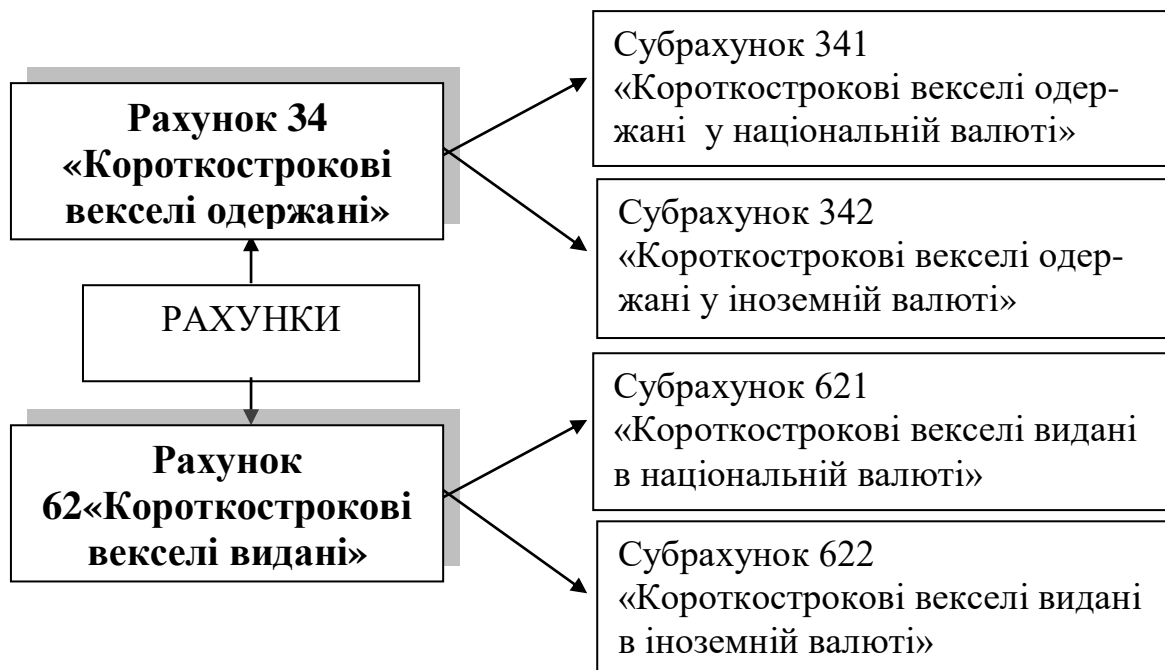 Рахунок 34
«Короткострокові
векселі одержані»
Субрахунок 341
«Короткострокові векселі одер-
жані у національній валюті»
Субрахунок 342
«Короткострокові векселі одер-
жані у іноземній валюті»
РАХУНКИ
Рахунок
62«Короткострокові
векселі видані»
Субрахунок 621
«Короткострокові векселі видані
в національній валюті»
Субрахунок 622
«Короткострокові векселі видані
в іноземній валюті»